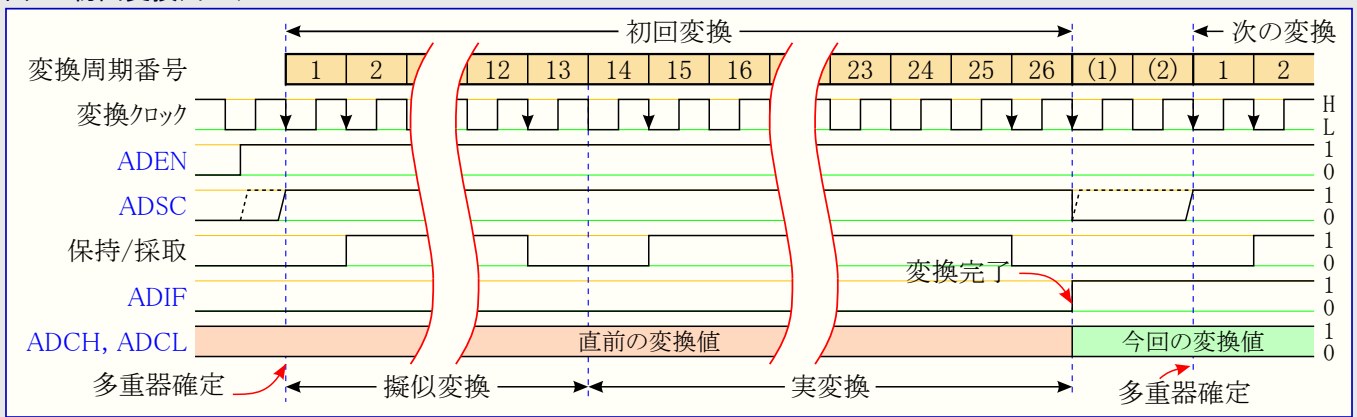 初回変換 次の変換
変換周期番号 1 2 12 13 14 15 16 23 24 25 26 (1) (2) 1 2
変換ｸﾛｯｸ H L
ADEN 1 0
ADSC 1 0
保持/採取 1 0
変換完了
ADIF 1 0
ADCH, ADCL 直前の変換値 今回の変換値 1 0
多重器確定 擬似変換 実変換 多重器確定